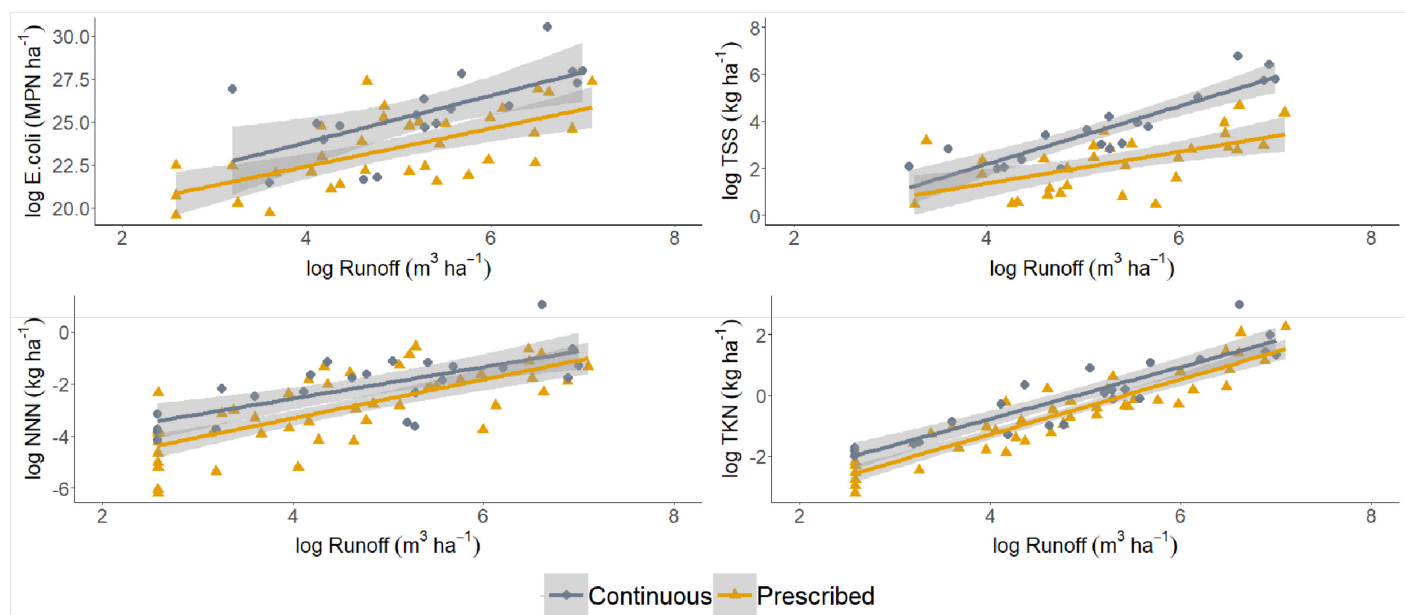 log E.coli (MPN ha⁻¹)
30.0
27.5
25.0
22.5
20.0
2 4 6 8
log Runoff (m³ ha⁻¹)
log TSS (kg ha⁻¹)
8
6
4
2
0
2 4 6 8
log Runoff (m³ ha⁻¹)
log NNN (kg ha⁻¹)
0
-2
-4
-6
2 4 6 8
log Runoff (m³ ha⁻¹)
log TKN (kg ha⁻¹)
2
0
-2
2 4 6 8
log Runoff (m³ ha⁻¹)
Continuous Prescribed